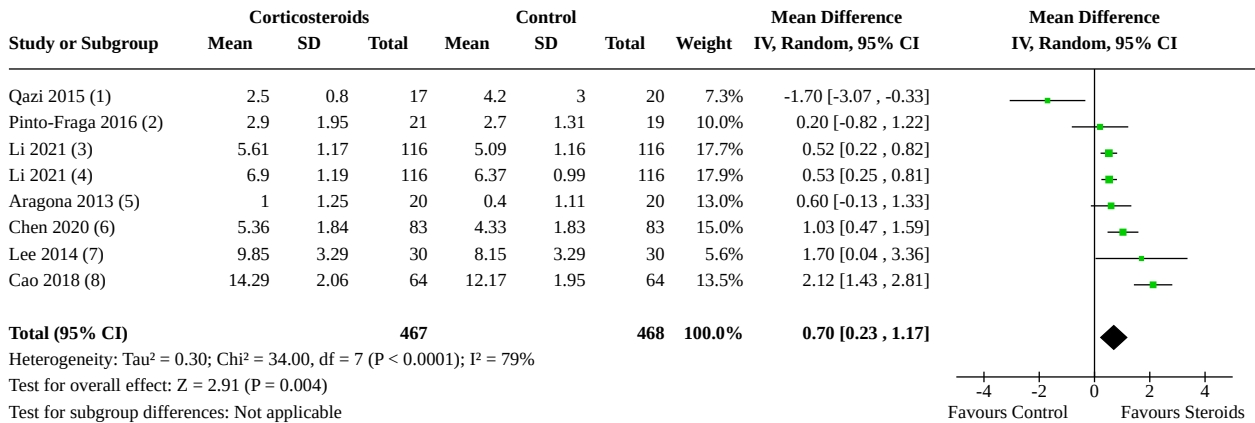 Corticosteroids Control Mean Difference Mean Difference
Study or Subgroup Mean SD Total Mean SD Total Weight IV, Random, 95% CI IV, Random, 95% CI
Qazi 2015 (1) 2.5 0.8 17 4.2 3 20 7.3% -1.70 [-3.07 , -0.33]
Pinto-Fraga 2016 (2) 2.9 1.95 21 2.7 1.31 19 10.0% 0.20 [-0.82 , 1.22]
Li 2021 (3) 5.61 1.17 116 5.09 1.16 116 17.7% 0.52 [0.22 , 0.82]
Li 2021 (4) 6.9 1.19 116 6.37 0.99 116 17.9% 0.53 [0.25 , 0.81]
Aragona 2013 (5) 1 1.25 20 0.4 1.11 20 13.0% 0.60 [-0.13 , 1.33]
Chen 2020 (6) 5.36 1.84 83 4.33 1.83 83 15.0% 1.03 [0.47 , 1.59]
Lee 2014 (7) 9.85 3.29 30 8.15 3.29 30 5.6% 1.70 [0.04 , 3.36]
Cao 2018 (8) 14.29 2.06 64 12.17 1.95 64 13.5% 2.12 [1.43 , 2.81]
Total (95% CI) 467 468 100.0% 0.70 [0.23 , 1.17]
Heterogeneity: Tau² = 0.30; Chi² = 34.00, df = 7 (P < 0.0001); I² = 79%
Test for overall effect: Z = 2.91 (P = 0.004)
-4 -2 0 2 4
Test for subgroup differences: Not applicable Favours Control Favours Steroids